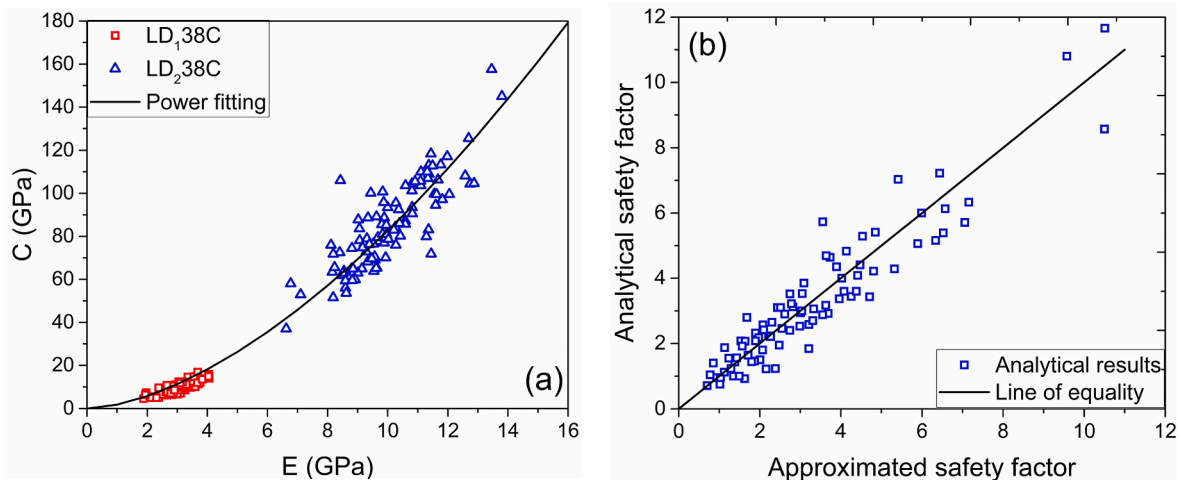 180
160
140
120
100
80
60
40
20
0
C (GPa)
LD₁38C
LD₂38C
Power fitting
(a)
0 2 4 6 8 10 12 14 16
E (GPa)
12
10
8
6
4
2
0
Analytical safety factor
(b)
Analytical results
Line of equality
0 2 4 6 8 10 12
Approximated safety factor